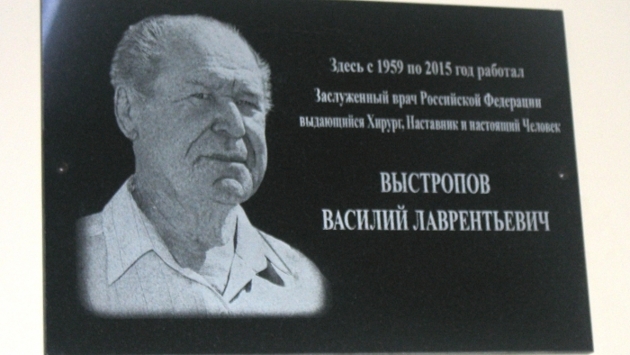 Здесь с 1959 по 2015 год работал
Заслуженный врач Российской Федерации
выдающийся Хирург, Наставник и настоящий Человек
ВЫСТРОПОВ
ВАСИЛИЙ ЛАВРЕНТЬЕВИЧ